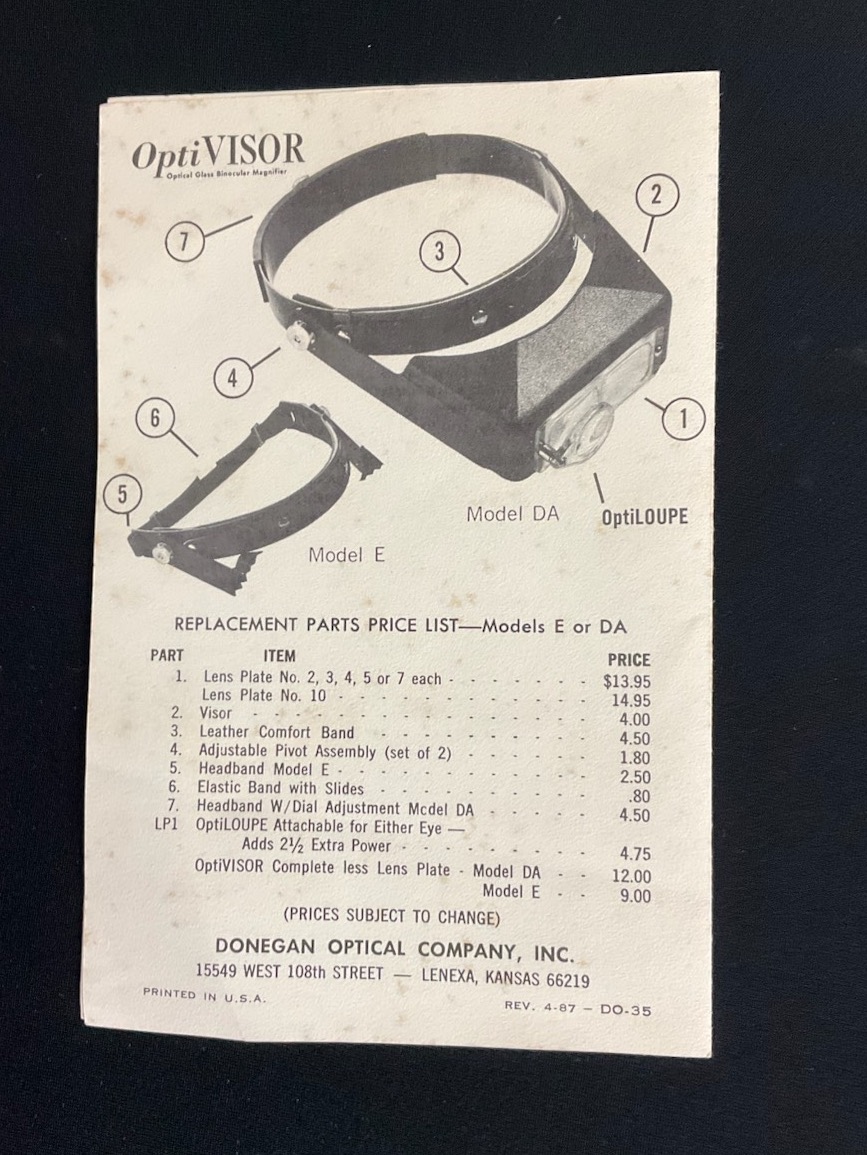 OptiVISOR
Optical Glass Binocular Magnifier
2
7
3
4
1
6
5
Model DA
OptiLOUPE
Model E
REPLACEMENT PARTS PRICE LIST—Models E or DA
PART ITEM PRICE
1. Lens Plate No. 2, 3, 4, 5 or 7 each - - - - - - - $13.95
Lens Plate No. 10 - - - - - - - - - - - - - 14.95
2. Visor - - - - - - - - - - - - - - - - - 4.00
3. Leather Comfort Band - - - - - - - - - - - 4.50
4. Adjustable Pivot Assembly (set of 2) - - - - - - 1.80
5. Headband Model E - - - - - - - - - - - - - 2.50
6. Elastic Band with Slides - - - - - - - - - - - .80
7. Headband W/Dial Adjustment Model DA - - - - - 4.50
LP1 OptiLOUPE Attachable for Either Eye —
Adds 2½ Extra Power - - - - - - - - - 4.75
OptiVISOR Complete less Lens Plate - Model DA - - 12.00
Model E - - 9.00
(PRICES SUBJECT TO CHANGE)
DONEGAN OPTICAL COMPANY, INC.
15549 WEST 108th STREET — LENEXA, KANSAS 66219
PRINTED IN U.S.A.
REV. 4-87 — DO-35